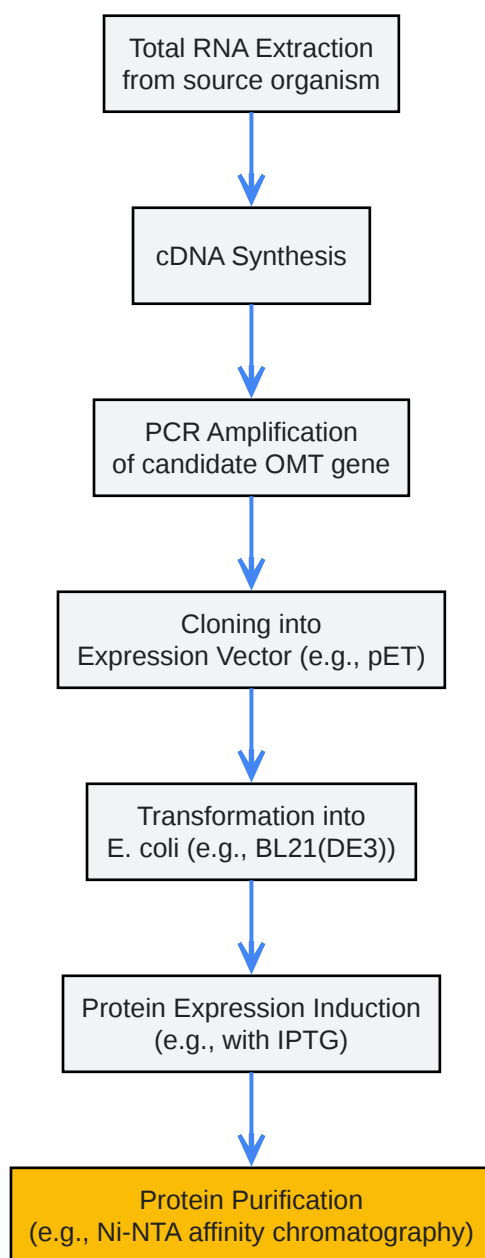 Total RNA Extraction
from source organism
cDNA Synthesis
PCR Amplification
of candidate OMT gene
Cloning into
Expression Vector (e.g., pET)
Transformation into
E. coli (e.g., BL21(DE3))
Protein Expression Induction
(e.g., with IPTG)
Protein Purification
(e.g., Ni-NTA affinity chromatography)